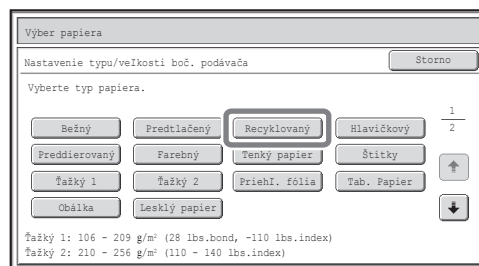 Výber papiera
Nastavenie typu/veľkosti boč. podávača Storno
Vyberte typ papiera.
1
2
Bežný Predtlačený Recyklovaný Hlavičkový
Preddierovaný Farebný Tenký papier Štítky
Ťažký 1 Ťažký 2 Priehľ. fólia Tab. Papier
Obálka Lesklý papier
Ťažký 1: 106 - 209 g/m² (28 lbs.bond, -110 lbs.index)
Ťažký 2: 210 - 256 g/m² (110 - 140 lbs.index)